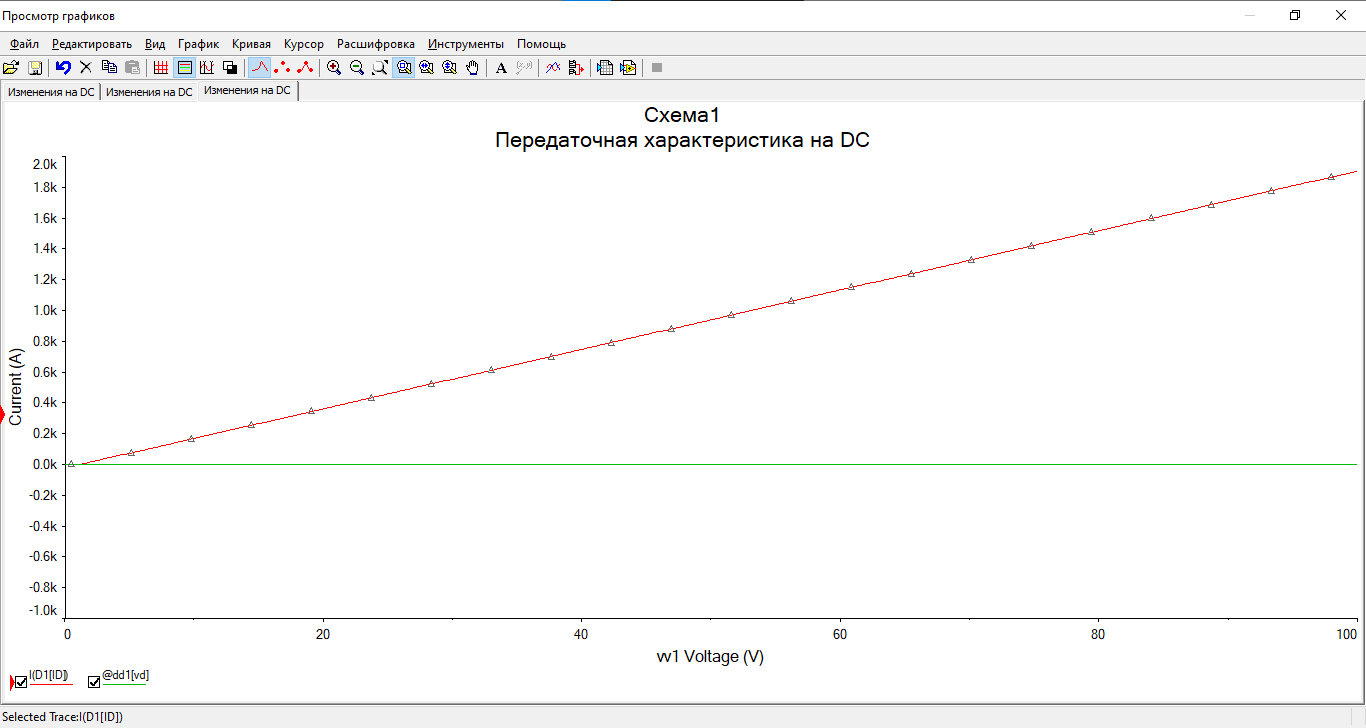 Просмотр графиков
Файл Редактировать Вид График Кривая Курсор Расшифровка Инструменты Помощь
Изменения на DC Изменения на DC Изменения на DC
Схема1
Передаточная характеристика на DC
2.0k
1.8k
1.6k
1.4k
1.2k
1.0k
0.8k
0.6k
0.4k
0.2k
0.0k
-0.2k
-0.4k
-0.6k
-0.8k
-1.0k
Current (A)
0 20 40 60 80 100
vv1 Voltage (V)
I(D1[ID]) @dd1[vd]
Selected Trace:I(D1[ID])